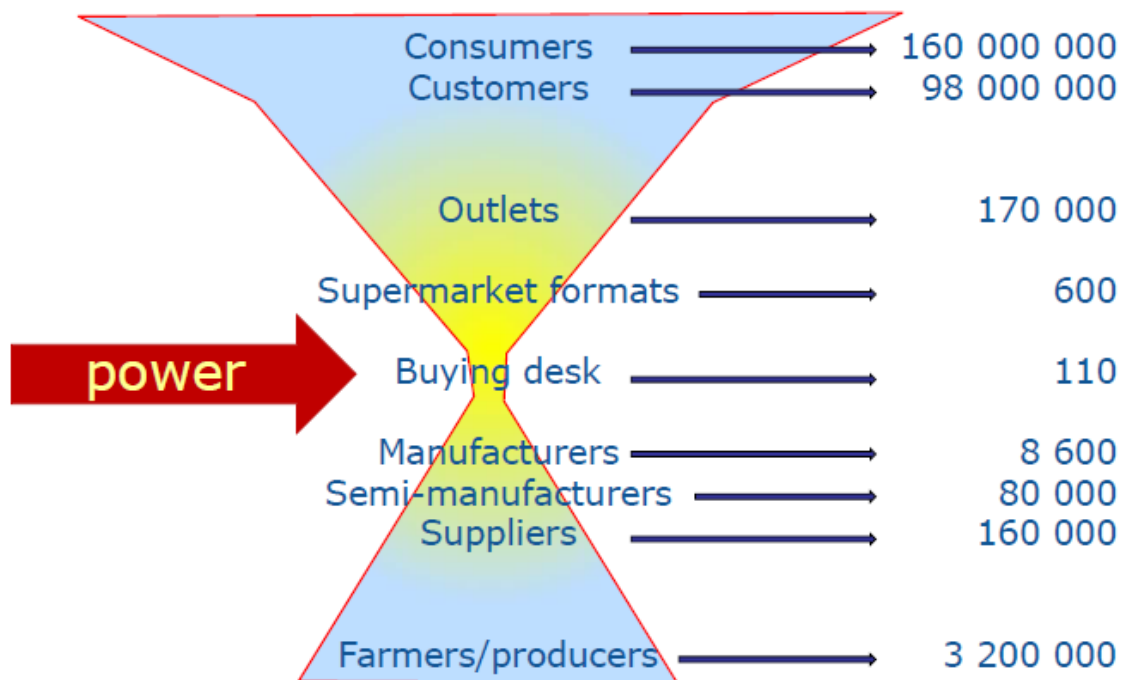 Consumers 160 000 000
Customers 98 000 000
Outlets 170 000
Supermarket formats 600
power Buying desk 110
Manufacturers 8 600
Semi-manufacturers 80 000
Suppliers 160 000
Farmers/producers 3 200 000